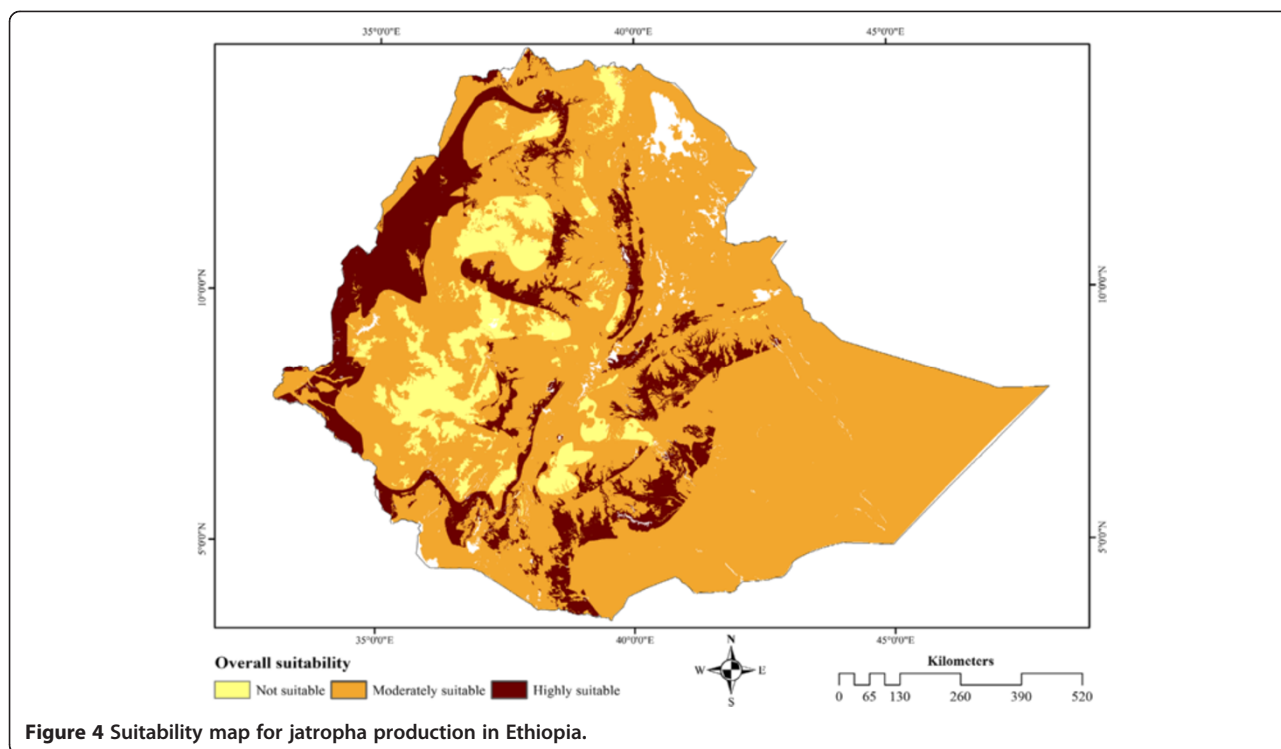 35°0'0"E 40°0'0"E 45°0'0"E
10°0'0"N 10°0'0"N
5°0'0"N 5°0'0"N
35°0'0"E 40°0'0"E 45°0'0"E
Overall suitability
Not suitable Moderately suitable Highly suitable
N
W E
S
Kilometers
0 65 130 260 390 520
Figure 4 Suitability map for jatropha production in Ethiopia.